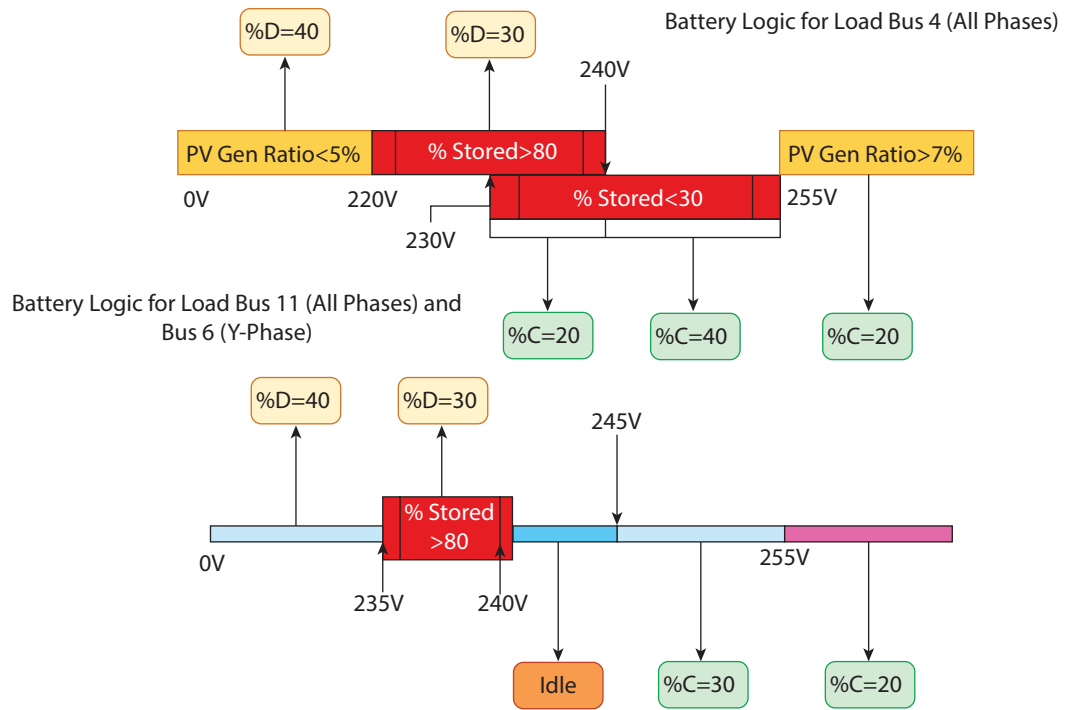 Battery Logic for Load Bus 4 (All Phases)
%D=40
%D=30
240V
PV Gen Ratio<5%
% Stored>80
PV Gen Ratio>7%
0V
220V
% Stored<30
255V
230V
%C=20
%C=40
%C=20
Battery Logic for Load Bus 11 (All Phases) and
Bus 6 (Y-Phase)
%D=40
%D=30
245V
% Stored
>80
0V
255V
235V
240V
Idle
%C=30
%C=20